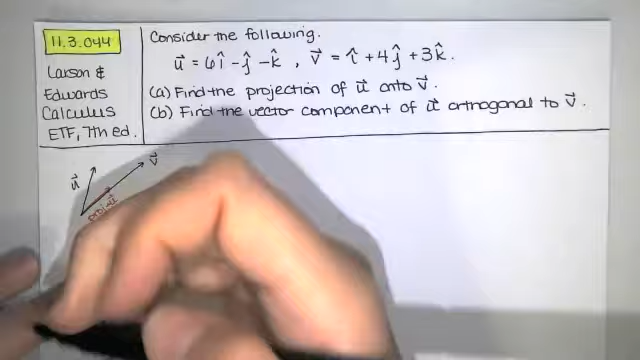 11.3.044
Larson &
Edwards
Calculus
ETF, 7th ed.
Consider the following.
u⃗ = 6î - ĵ - k̂ , v⃗ = î + 4ĵ + 3k̂.
(a) Find the projection of u⃗ onto v⃗.
(b) Find the vector component of u⃗ orthogonal to v⃗.
v⃗
u⃗